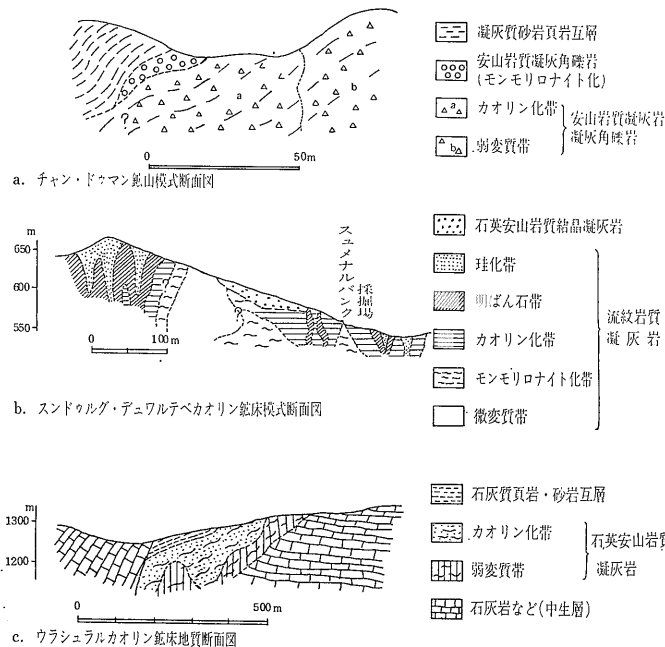 凝灰質砂岩頁岩互層
安山岩質凝灰角礫岩
(モンモリロナイト化)
a カオリン化帯
b 弱変質帯
安山岩質凝灰岩
凝灰角礫岩
a
b
?
0 50m
a. チャン・ドゥマン鉱山模式断面図
m
650
600
550
0 100m
?
スュメナルバンク
採掘場
石英安山岩質結晶凝灰岩
珪化帯
明ばん石帯
カオリン化帯
モンモリロナイト化帯
微変質帯
流紋岩質
凝灰岩
b. スンドゥルグ・デュワルテペカオリン鉱床模式断面図
m
1300
1200
0 500m
石灰質頁岩・砂岩互層
カオリン化帯
弱変質帯
石英安山岩質
凝灰岩
石灰岩など(中生層)
c. ウラシュラルカオリン鉱床地質断面図